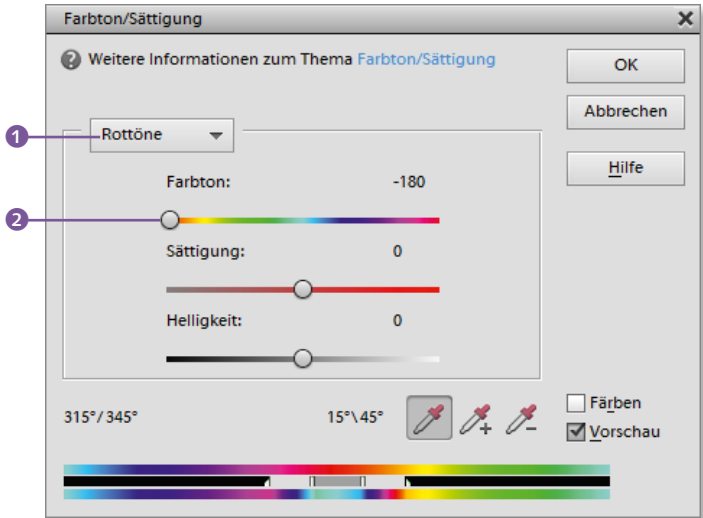 Farbton/Sättigung
Weitere Informationen zum Thema Farbton/Sättigung
OK
Abbrechen
Hilfe
1
Rottöne
Farbton: -180
2
Sättigung: 0
Helligkeit: 0
315°/345° 15°\45°
Färben
Vorschau